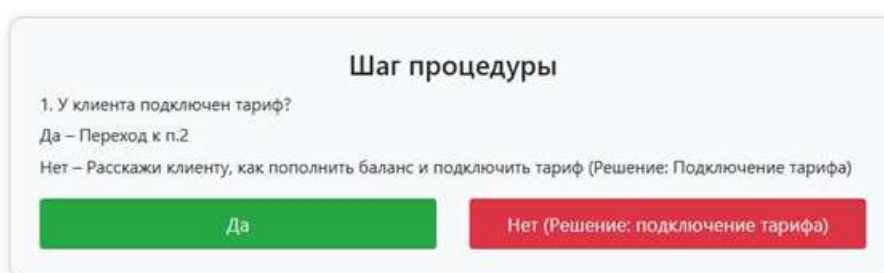 Шаг процедуры
1. У клиента подключен тариф?
Да – Переход к п.2
Нет – Расскажи клиенту, как пополнить баланс и подключить тариф (Решение: Подключение тарифа)
Да
Нет (Решение: подключение тарифа)